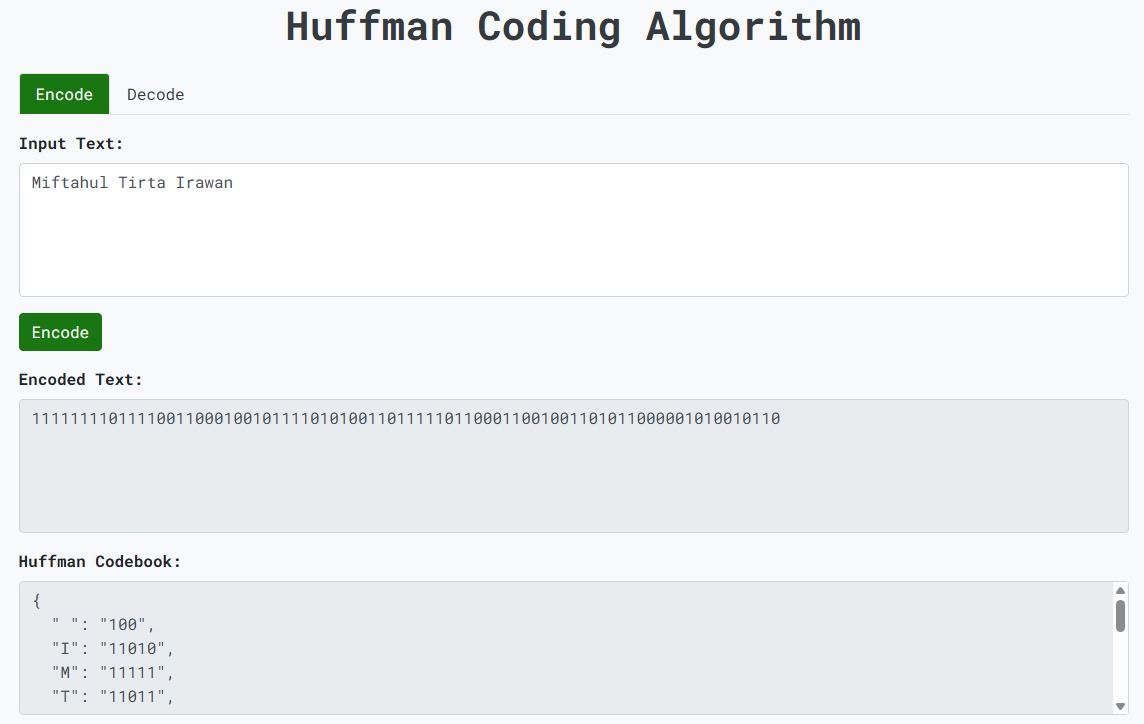 Huffman Coding Algorithm
Encode Decode
Input Text:
Miftahul Tirta Irawan
Encode
Encoded Text:
111111110111100110001001011110101001101111101100011001001101011000001010010110
Huffman Codebook:
{
" ": "100",
"I": "11010",
"M": "11111",
"T": "11011",